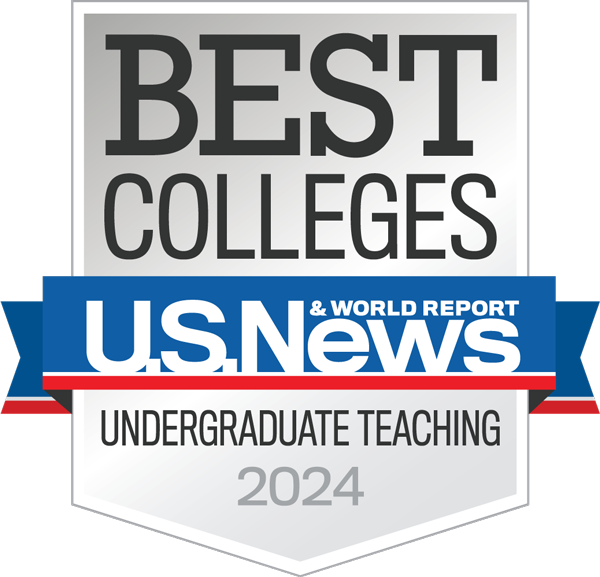 BEST
COLLEGES
& WORLD REPORT
U.S.News
UNDERGRADUATE TEACHING
2024